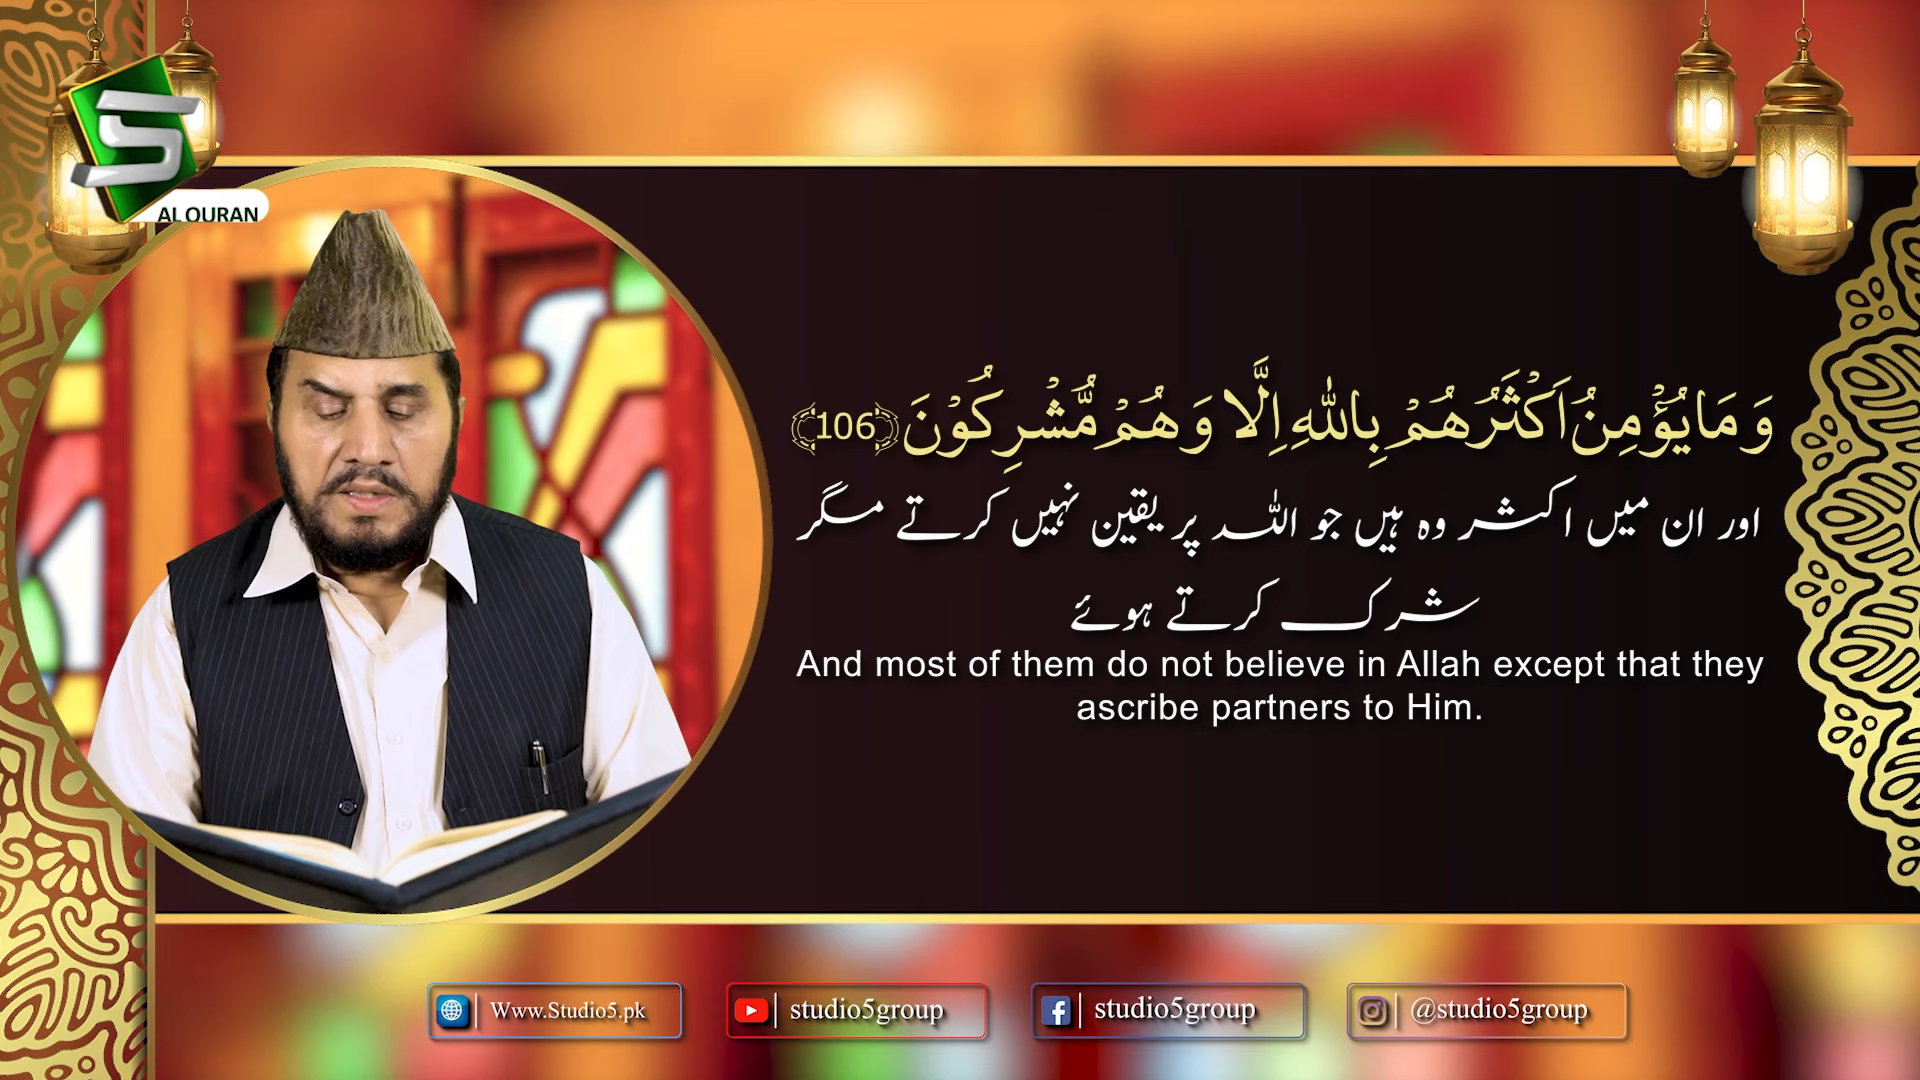 AL QURAN
وَ مَا يُؤْمِنُ اَكْثَرُهُمْ بِاللّٰهِ اِلَّا وَ هُمْ مُّشْرِكُوْنَ ﴿106﴾
اور ان میں اکثر وہ ہیں جو اللہ پر یقین نہیں کرتے مگر
شرک کرتے ہوئے
And most of them do not believe in Allah except that they
ascribe partners to Him.
Www.Studio5.pk
studio5group
studio5group
@studio5group